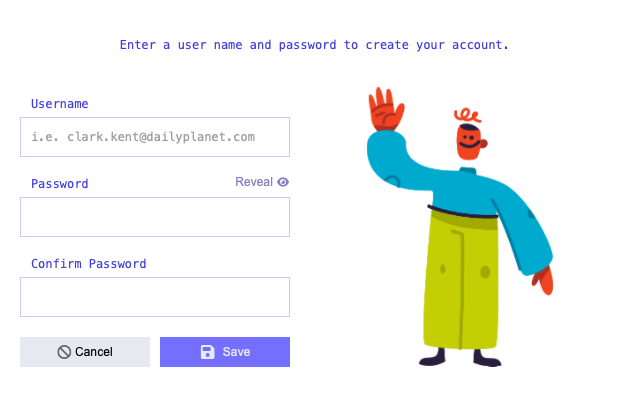 Enter a user name and password to create your account.
Username
i.e. clark.kent@dailyplanet.com
Password Reveal
Confirm Password
Cancel Save